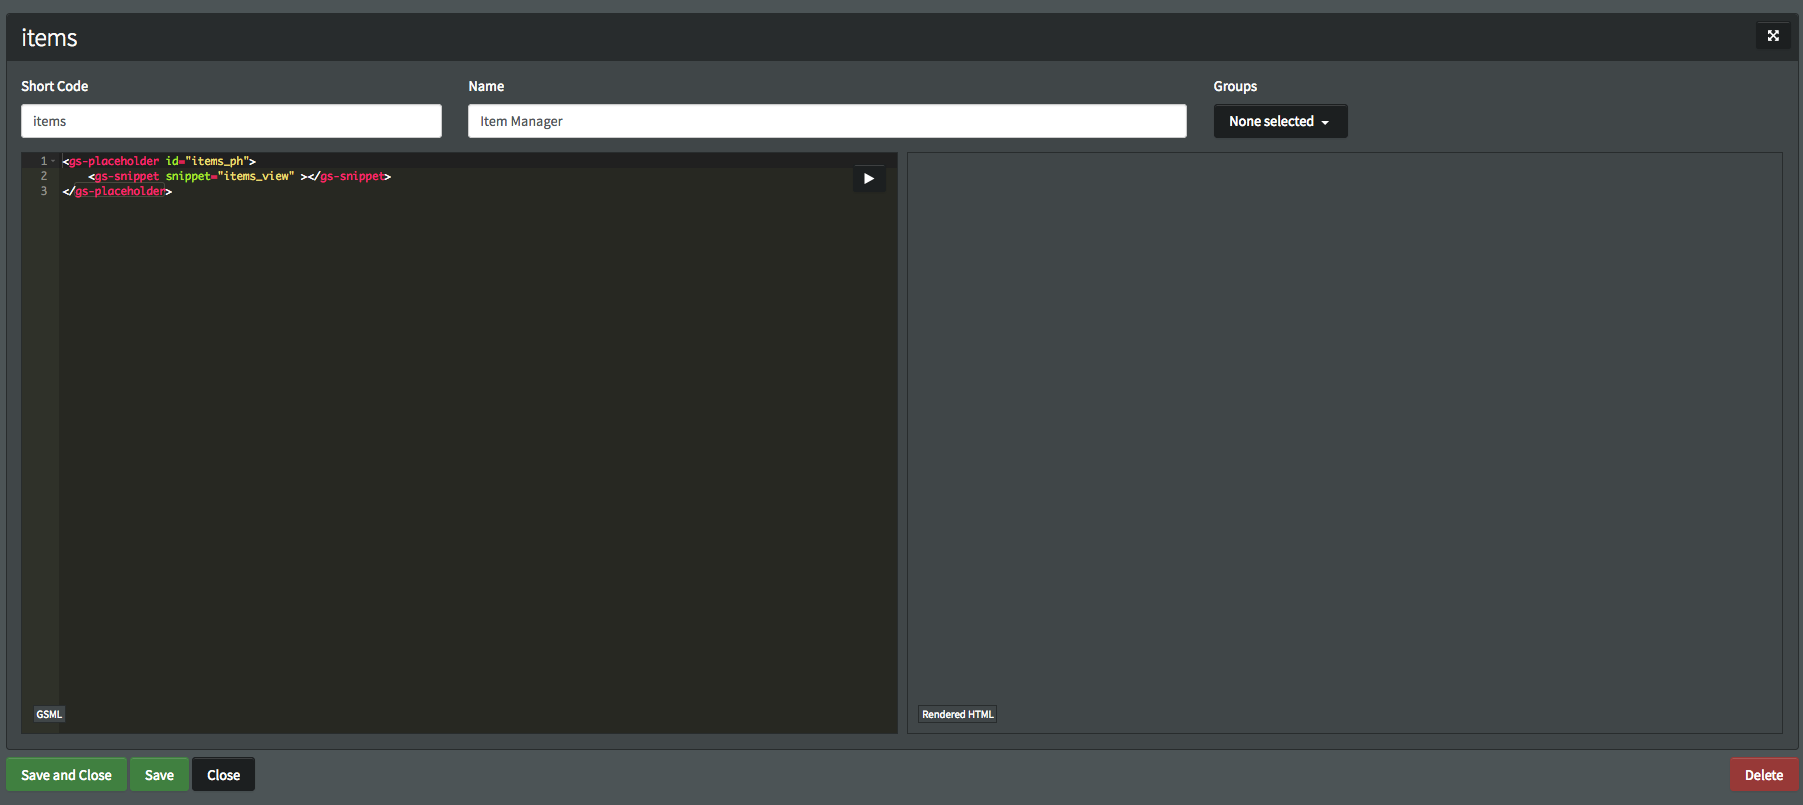 items
Short Code
Name
Groups
items
Item Manager
None selected
1 <gs-placeholder id="items_ph">
2 <gs-snippet snippet="items_view" ></gs-snippet>
3 </gs-placeholder>
GSML
Rendered HTML
Save and Close
Save
Close
Delete